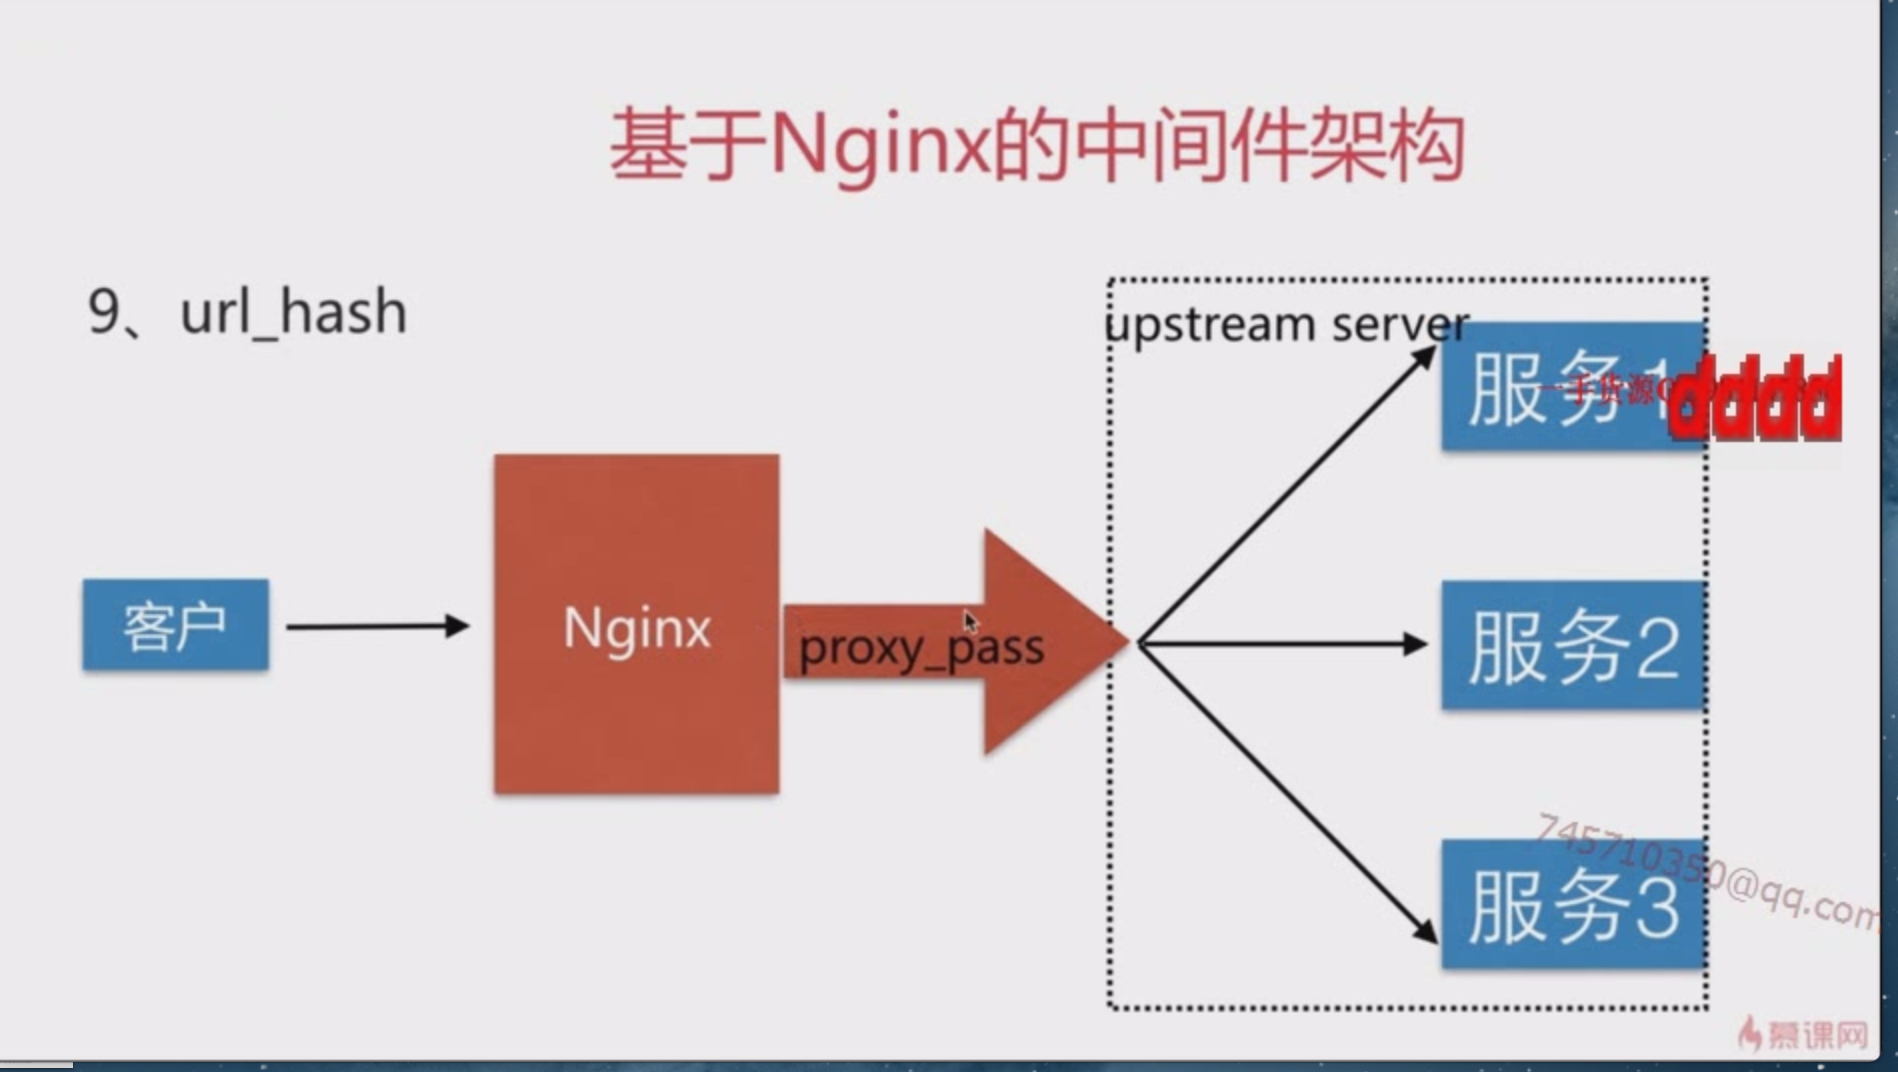 基于Nginx的中间件架构
9、url_hash
upstream server
服务1
一手货源
dddd
客户
Nginx
proxy_pass
服务2
服务3
745710350@qq.com
慕课网